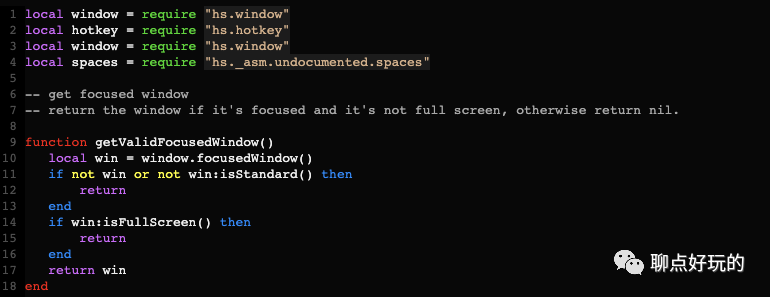 1 local window = require "hs.window"
2 local hotkey = require "hs.hotkey"
3 local window = require "hs.window"
4 local spaces = require "hs._asm.undocumented.spaces"
5
6 -- get focused window
7 -- return the window if it's focused and it's not full screen, otherwise return nil.
8
9 function getValidFocusedWindow()
10    local win = window.focusedWindow()
11    if not win or not win:isStandard() then
12        return
13    end
14    if win:isFullScreen() then
15        return
16    end
17    return win
18 end
聊点好玩的